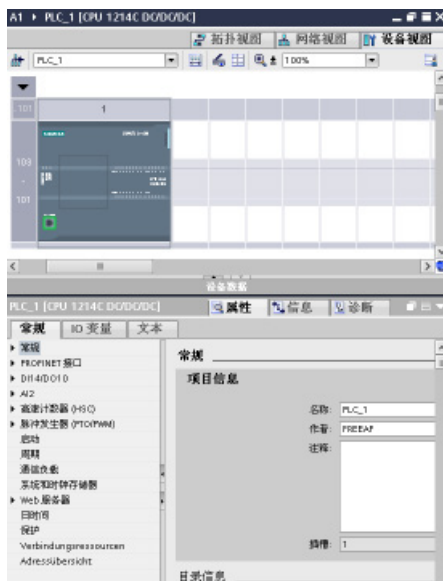 A1 ▸ PLC_1 [CPU 1214C DC/DC/DC]
拓扑视图 网络视图 设备视图
PLC_1 100%
101 1
103
101
设备数据
PLC_1 [CPU 1214C DC/DC/DC] 属性 信息 诊断
常规 IO 变量 文本
常规
PROFINET 接口
DI14/DO10
AI2
高速计数器 (HSC)
脉冲发生器 (PTO/PWM)
启动
周期
通信负载
系统和时钟存储器
Web 服务器
日时间
保护
Verbindungsressourcen
Adressübersicht
常规
项目信息
名称: PLC_1
作者: FREEAF
注释:
插槽: 1
目录信息